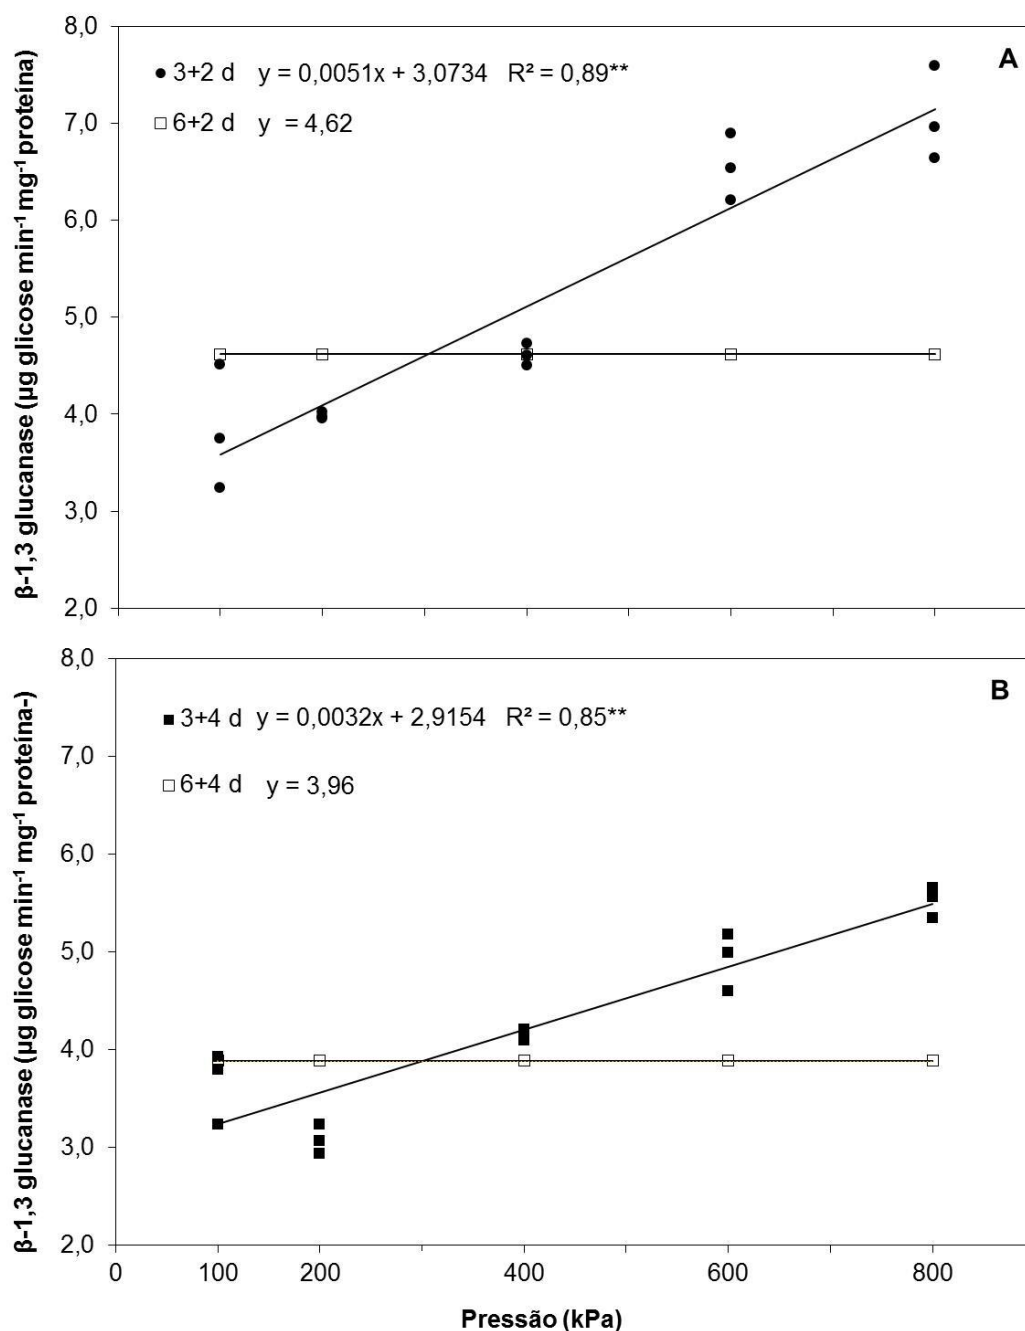 A
● 3+2 d y = 0,0051x + 3,0734 R² = 0,89**
□ 6+2 d y = 4,62
β-1,3 glucanase (µg glicose min⁻¹ mg⁻¹ proteína)
8,0
7,0
6,0
5,0
4,0
3,0
2,0
B
■ 3+4 d y = 0,0032x + 2,9154 R² = 0,85**
□ 6+4 d y = 3,96
β-1,3 glucanase (µg glicose min⁻¹ mg⁻¹ proteína-)
8,0
7,0
6,0
5,0
4,0
3,0
2,0
0 100 200 400 600 800
Pressão (kPa)